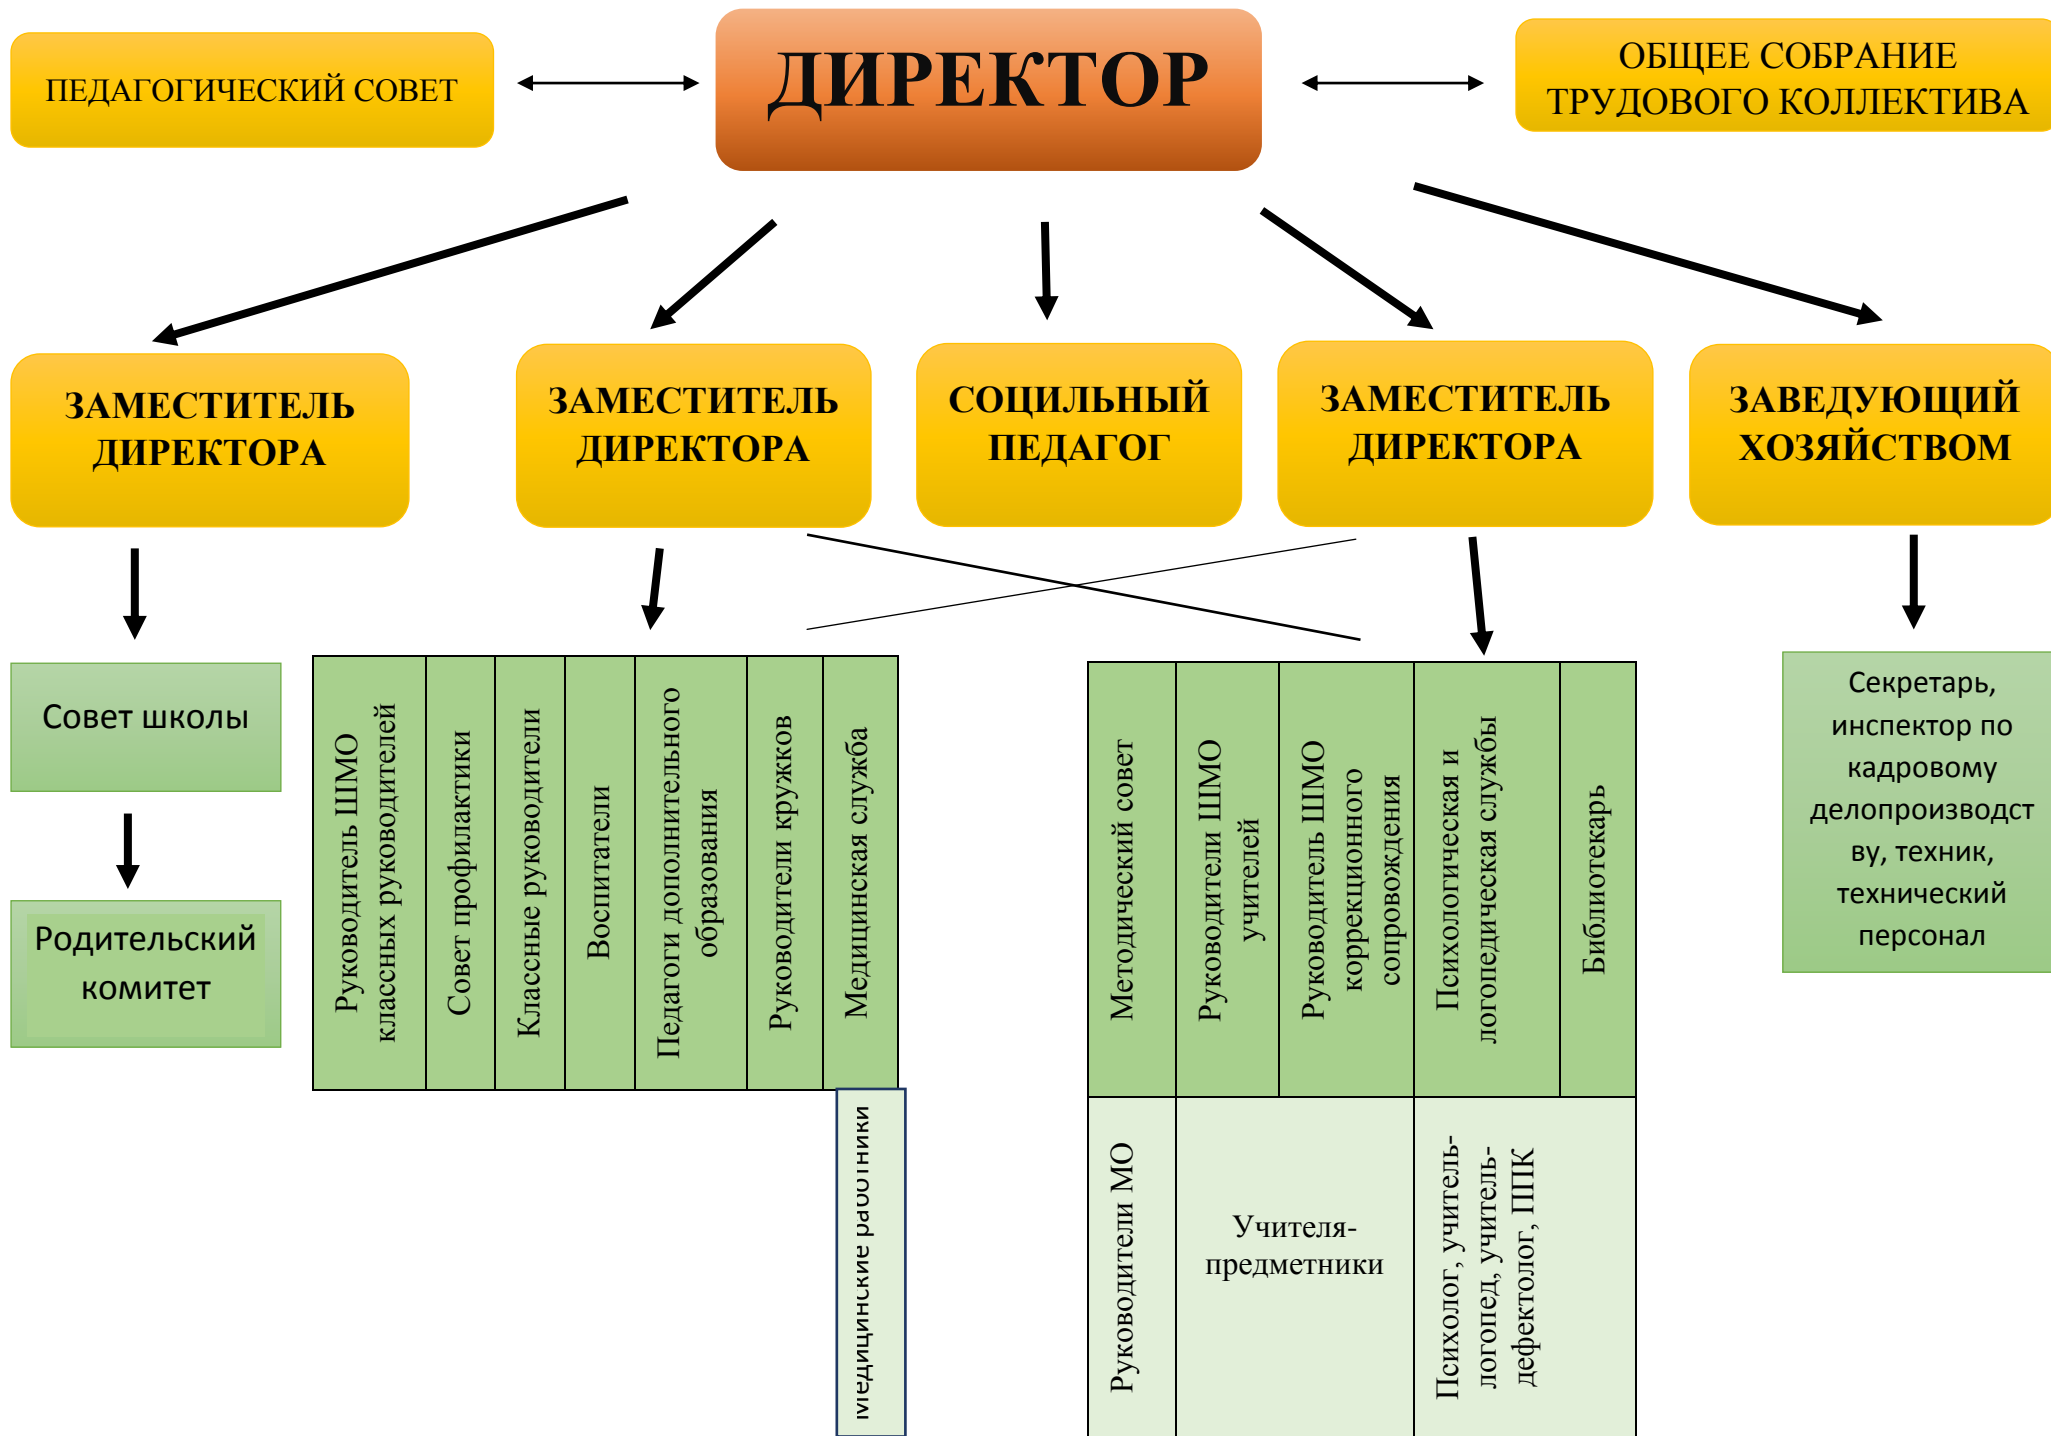 ПЕДАГОГИЧЕСКИЙ СОВЕТ
ДИРЕКТОР
ОБЩЕЕ СОБРАНИЕ
ТРУДОВОГО КОЛЛЕКТИВА
ЗАМЕСТИТЕЛЬ
ДИРЕКТОРА
ЗАМЕСТИТЕЛЬ
ДИРЕКТОРА
СОЦИЛЬНЫЙ
ПЕДАГОГ
ЗАМЕСТИТЕЛЬ
ДИРЕКТОРА
ЗАВЕДУЮЩИЙ
ХОЗЯЙСТВОМ
Совет школы
Родительский
комитет
Руководитель ШМО
классных руководителей
Совет профилактики
Классные руководители
Воспитатели
Педагоги дополнительного
образования
Руководители кружков
Медицинская служба
Медицинские работники
Методический совет
Руководители ШМО
учителей
Руководитель ШМО
коррекционного
сопровождения
Психологическая и
логопедическая службы
Библиотекарь
Руководители МО
Учителя-
предметники
Психолог, учитель-
логопед, учитель-
дефектолог, ППК
Секретарь,
инспектор по
кадровому
делопроизводст
ву, техник,
технический
персонал